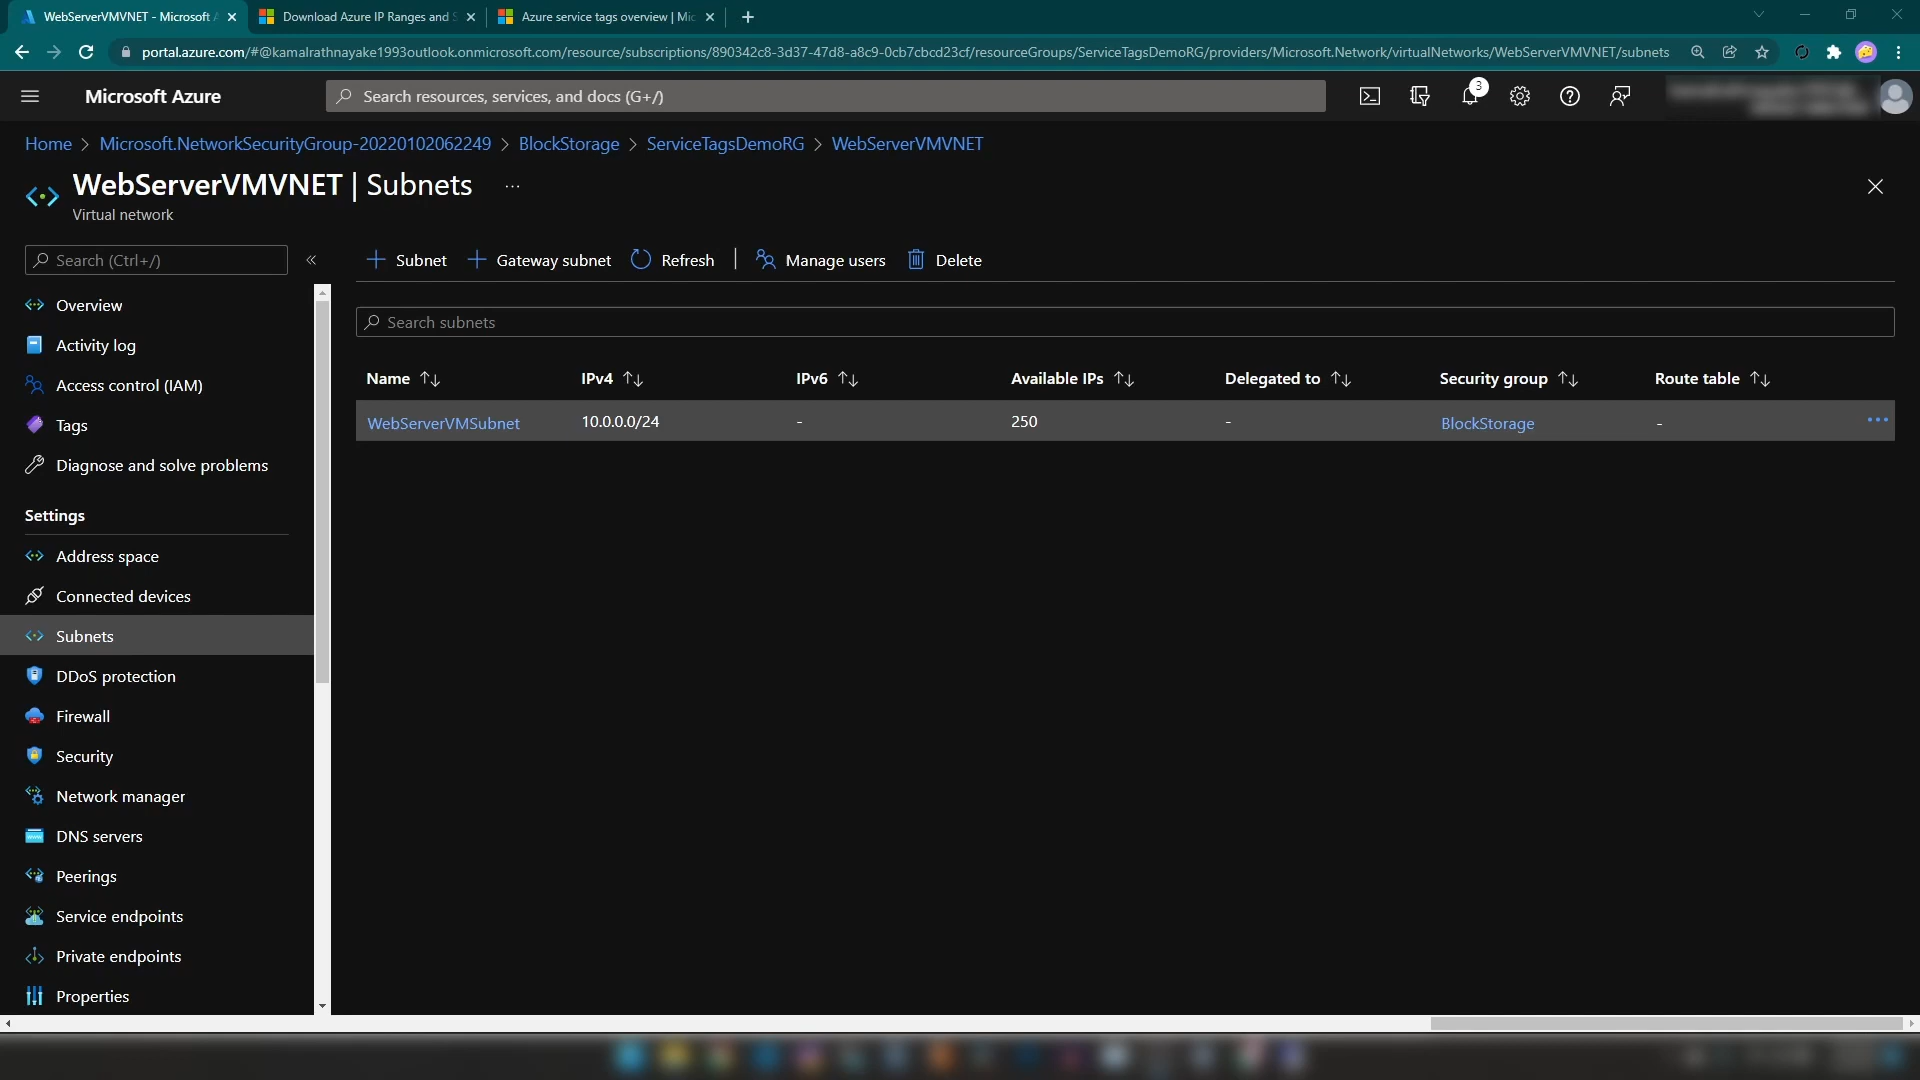 WebServerVMVNET - Microsoft A
Download Azure IP Ranges and S
Azure service tags overview | Mic
portal.azure.com/#@kamalrathnayake1993outlook.onmicrosoft.com/resource/subscriptions/890342c8-3d37-47d8-a8c9-0cb7cbcd23cf/resourceGroups/ServiceTagsDemoRG/providers/Microsoft.Network/virtualNetworks/WebServerVMVNET/subnets
Microsoft Azure
Search resources, services, and docs (G+/)
3
Home > Microsoft.NetworkSecurityGroup-20220102062249 > BlockStorage > ServiceTagsDemoRG > WebServerVMVNET
WebServerVMVNET | Subnets ...
Virtual network
Search (Ctrl+/)
«
Overview
Activity log
Access control (IAM)
Tags
Diagnose and solve problems
Settings
Address space
Connected devices
Subnets
DDoS protection
Firewall
Security
Network manager
DNS servers
Peerings
Service endpoints
Private endpoints
Properties
+ Subnet + Gateway subnet Refresh | Manage users Delete
Search subnets
Name IPv4 IPv6 Available IPs Delegated to Security group Route table
WebServerVMSubnet 10.0.0.0/24 - 250 - BlockStorage - ...